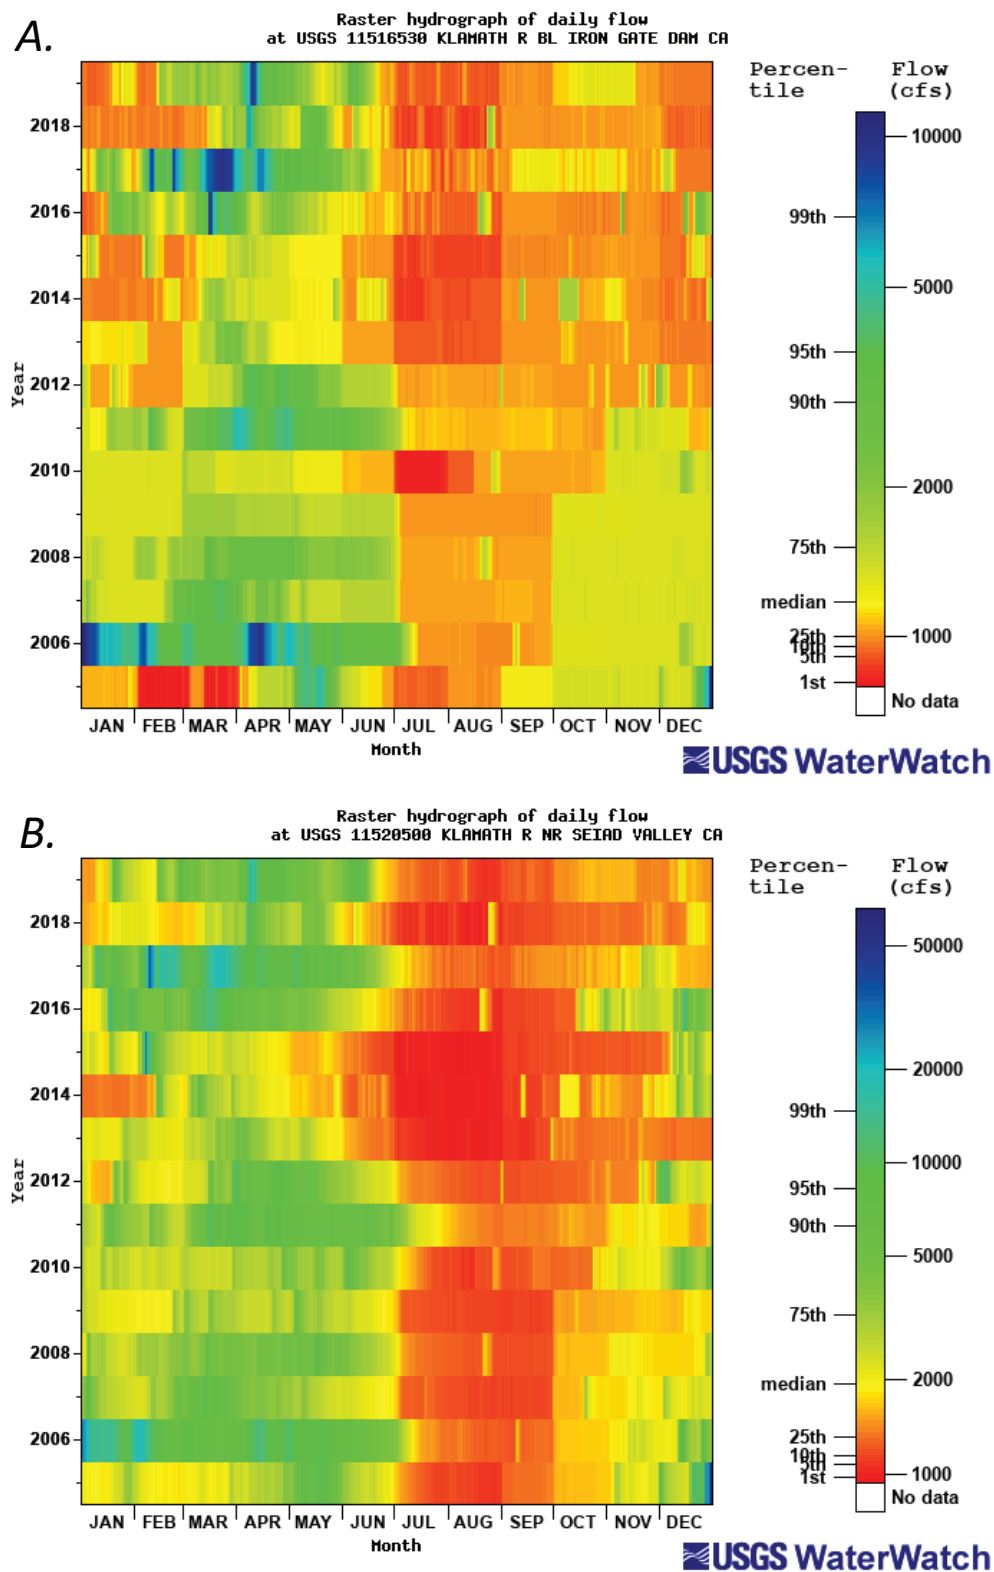 A.
Raster hydrograph of daily flow
at USGS 11516530 KLAMATH R BL IRON GATE DAM CA
Percen-
tile
Flow
(cfs)
10000
99th
5000
95th
90th
2000
75th
median
25th
10th
5th
1st
1000
No data
Year
2018
2016
2014
2012
2010
2008
2006
JAN FEB MAR APR MAY JUN JUL AUG SEP OCT NOV DEC
Month
USGS WaterWatch
B.
Raster hydrograph of daily flow
at USGS 11520500 KLAMATH R NR SEIAD VALLEY CA
Percen-
tile
Flow
(cfs)
50000
20000
99th
10000
95th
90th
5000
75th
2000
median
25th
10th
5th
1st
1000
No data
Year
2018
2016
2014
2012
2010
2008
2006
JAN FEB MAR APR MAY JUN JUL AUG SEP OCT NOV DEC
Month
USGS WaterWatch